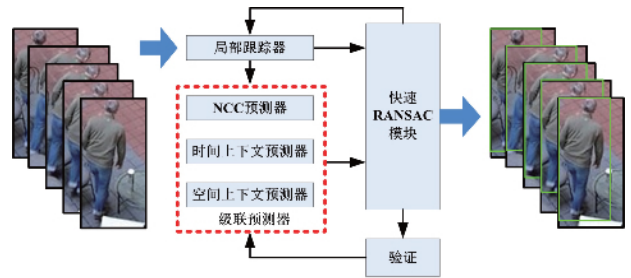 局部跟踪器
NCC预测器
时间上下文预测器
空间上下文预测器
级联预测器
快速
RANSAC
模块
验证